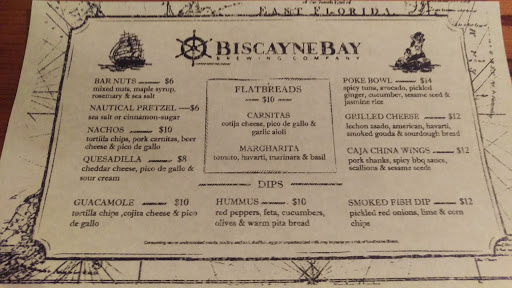 EAST FLORIDA
BISCAYNE BAY
BREWING COMPANY
BAR NUTS $6
mixed nuts, maple syrup,
rosemary & sea salt
NAUTICAL PRETZEL $6
sea salt or cinnamon-sugar
NACHOS $10
tortilla chips, pork carnitas, beer
cheese & pico de gallo
QUESADILLA $8
cheddar cheese, pico de gallo &
sour cream
FLATBREADS
$10
CARNITAS
cotija cheese, pico de gallo &
garlic aioli
MARGHARITA
tomato, havarti, marinara & basil
POKE BOWL $14
spicy tuna, avocado, pickled
ginger, cucumber, sesame seed &
jasmine rice
GRILLED CHEESE $12
lechon asado, american, havarti,
smoked gouda & sourdough bread
CAJA CHINA WINGS $12
pork shanks, spicy bbq sauce,
scallions & sesame seeds
DIPS
GUACAMOLE $10
tortilla chips, cojita cheese & pico
de gallo
HUMMUS $10
red peppers, feta, cucumbers,
olives & warm pita bread
SMOKED FISH DIP $12
pickled red onions, lime & corn
chips